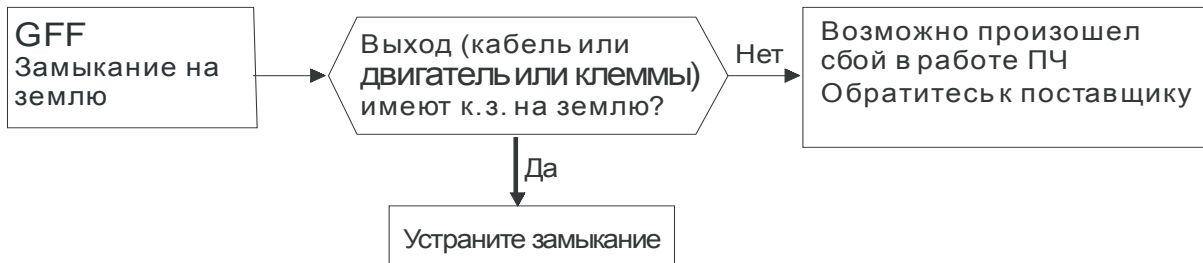 GFF
Замыкание на
землю
Выход (кабель или
двигатель или клеммы)
имеют к.з. на землю?
Нет
Возможно произошел
сбой в работе ПЧ
Обратитесь к поставщику
Да
Устраните замыкание